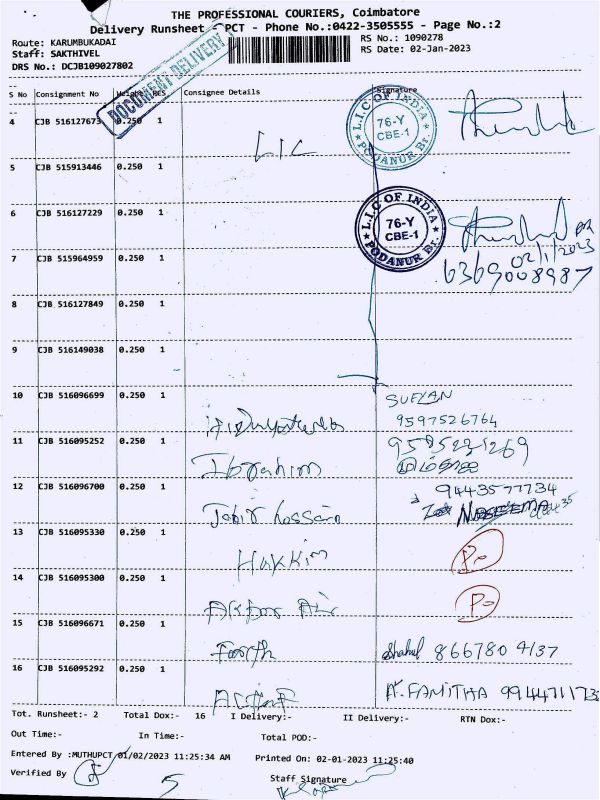 THE PROFESSIONAL COURIERS, Coimbatore
Delivery Runsheet - PCT - Phone No.:0422-3505555 - Page No.:2
Route: KARUMBUKADAI
RS No.: 1090278
Staff: SAKTHIVEL
RS Date: 02-Jan-2023
DRS No.: DCJB109027802
DOCUMENT DELIVERY
S No Consignment No Weight PCS Consignee Details Signature
4 CJB 516127673 0.250 1 LIC
L.I.C OF INDIA
76-Y
CBE-1
PODANUR Br.
5 CJB 515913446 0.250 1
6 CJB 516127229 0.250 1
L.I.C OF INDIA
76-Y
CBE-1
PODANUR Br.
02/1/2023
7 CJB 515964959 0.250 1 6369008987
8 CJB 516127849 0.250 1
9 CJB 516149038 0.250 1
10 CJB 516096699 0.250 1
9597526764
11 CJB 516095252 0.250 1 Ibrahim
12 CJB 516096700 0.250 1 Jabir hossain 9443577734
NASEEMA
13 CJB 516095330 0.250 1 Hakkim
14 CJB 516095300 0.250 1
15 CJB 516096671 0.250 1 Shahul 8667804137
16 CJB 516095292 0.250 1 A. FAMITHA
Tot. Runsheet:- 2 Total Dox:- 16 I Delivery:- II Delivery:- RTN Dox:-
Out Time:- In Time:- Total POD:-
Entered By :MUTHUPCT 01/02/2023 11:25:34 AM Printed On: 02-01-2023 11:25:40
Verified By 5 Staff Signature